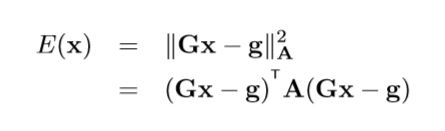 E(x) = ‖Gx − g‖²_A
= (Gx − g)ᵀA(Gx − g)